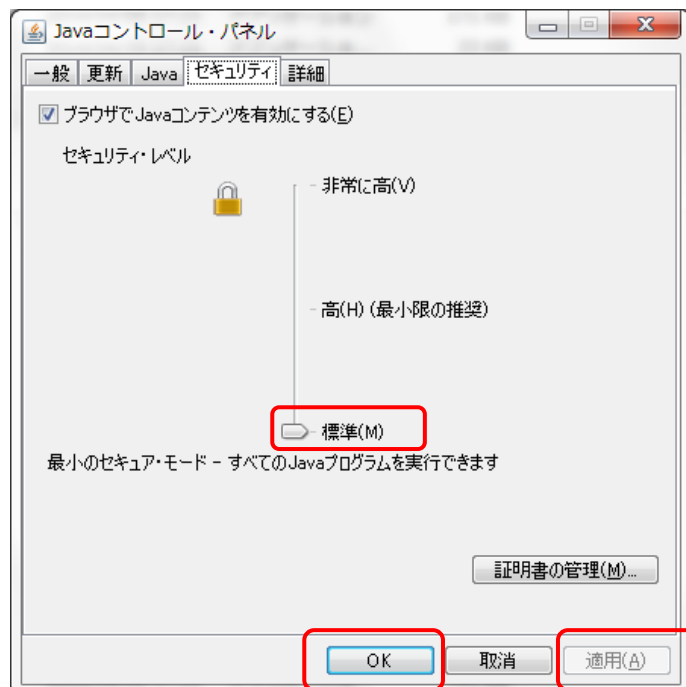 Javaコントロール・パネル
一般 更新 Java セキュリティ 詳細
ブラウザでJavaコンテンツを有効にする(E)
セキュリティ・レベル
非常に高(V)
高(H) (最小限の推奨)
標準(M)
最小のセキュア・モード - すべてのJavaプログラムを実行できます
証明書の管理(M)...
OK 取消 適用(A)